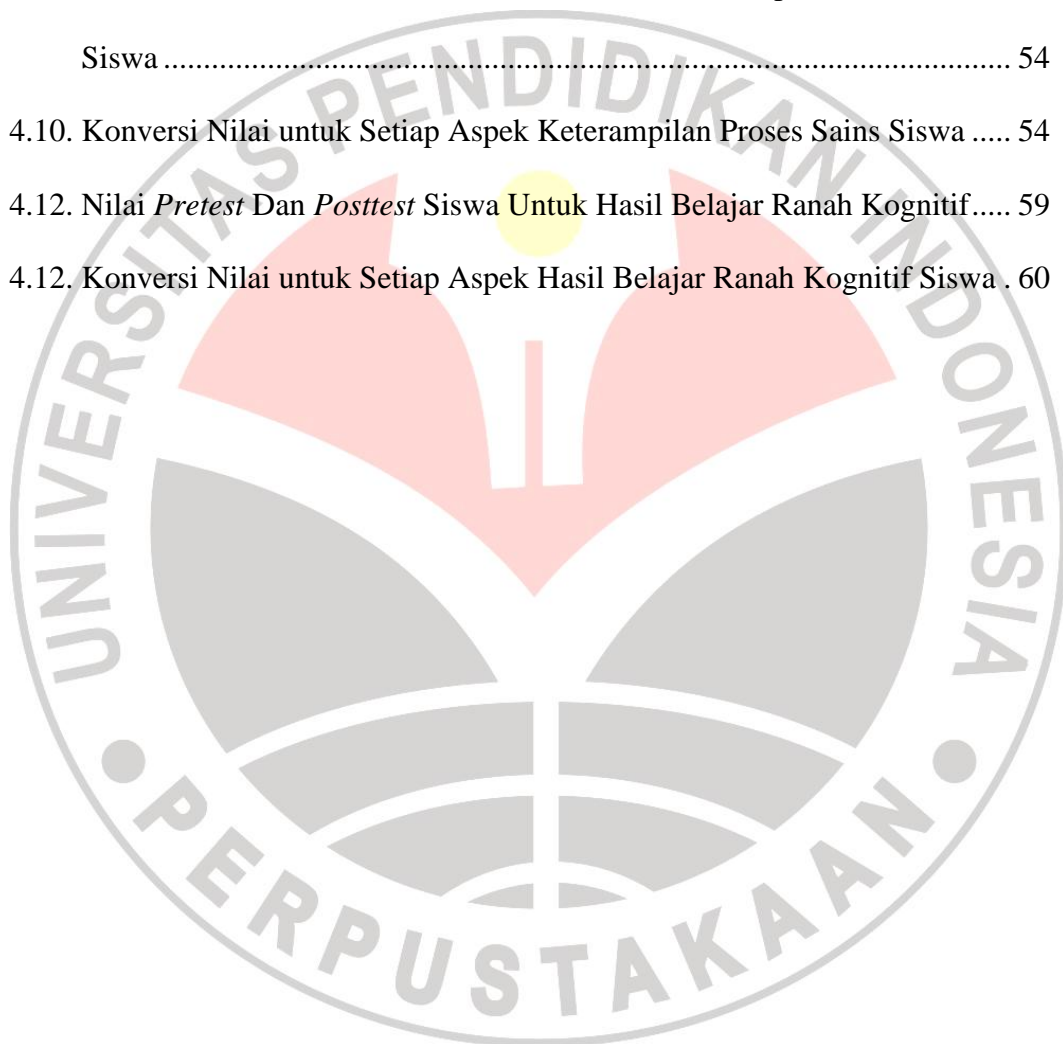 Siswa ......................................................................................................... 54
4.10. Konversi Nilai untuk Setiap Aspek Keterampilan Proses Sains Siswa ..... 54
4.12. Nilai Pretest Dan Posttest Siswa Untuk Hasil Belajar Ranah Kognitif ..... 59
4.12. Konversi Nilai untuk Setiap Aspek Hasil Belajar Ranah Kognitif Siswa . 60
UNIVERSITAS PENDIDIKAN INDONESIA
PERPUSTAKAAN